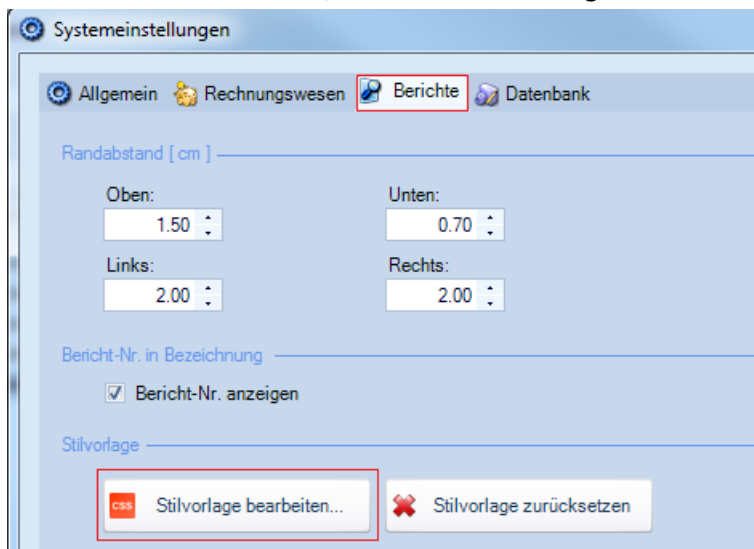 Systemeinstellungen
Allgemein Rechnungswesen Berichte Datenbank
Randabstand [ cm ]
Oben: Unten:
1.50 0.70
Links: Rechts:
2.00 2.00
Bericht-Nr. in Bezeichnung
Bericht-Nr. anzeigen
Stilvorlage
css Stilvorlage bearbeiten... Stilvorlage zurücksetzen